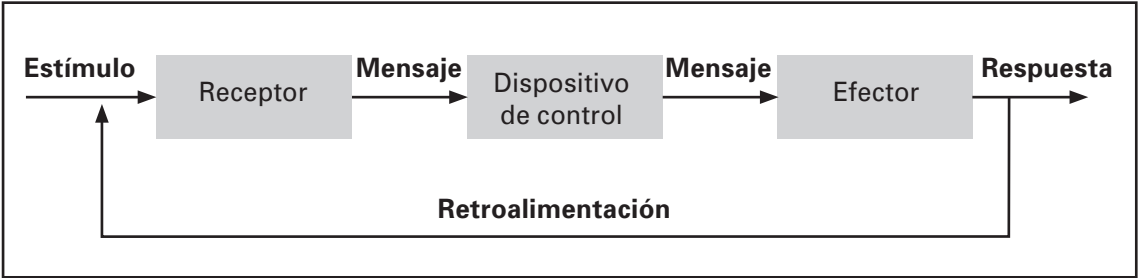 Estímulo
Receptor
Mensaje
Dispositivo
de control
Mensaje
Efector
Respuesta
Retroalimentación